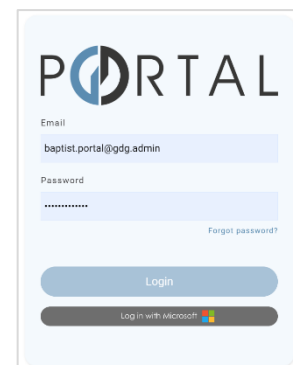 PORTAL
Email
baptist.portal@gdg.admin
Password
•••••••••••••
Forgot password?
Login
Log in with Microsoft